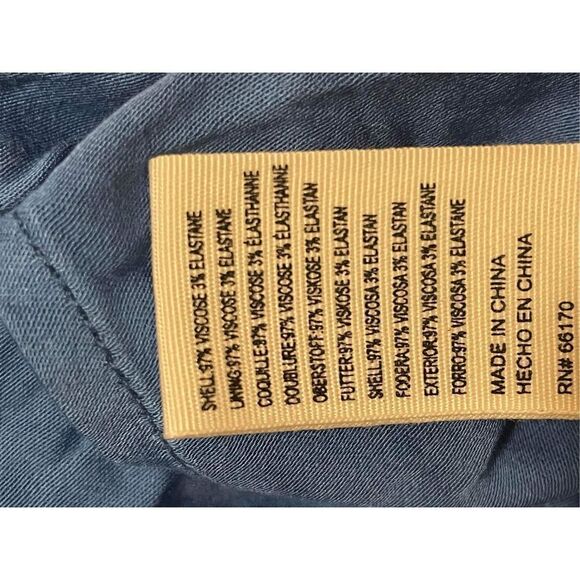 SHELL:97% VISCOSE 3% ELASTANE
LINING:97% VISCOSE 3% ELASTANE
COQUILLE:97% VISCOSE 3% ÉLASTHANNE
DOUBLURE:97% VISCOSE 3% ÉLASTHANNE
OBERSTOFF:97% VISKOSE 3% ELASTAN
FUTTER:97% VISKOSE 3% ELASTAN
SHELL:97% VISCOSA 3% ELASTAN
FODERA:97% VISCOSA 3% ELASTAN
EXTERIOR:97% VISCOSA 3% ELASTANE
FORRO:97% VISCOSA 3% ELASTANE
MADE IN CHINA
HECHO EN CHINA
RN# 66170